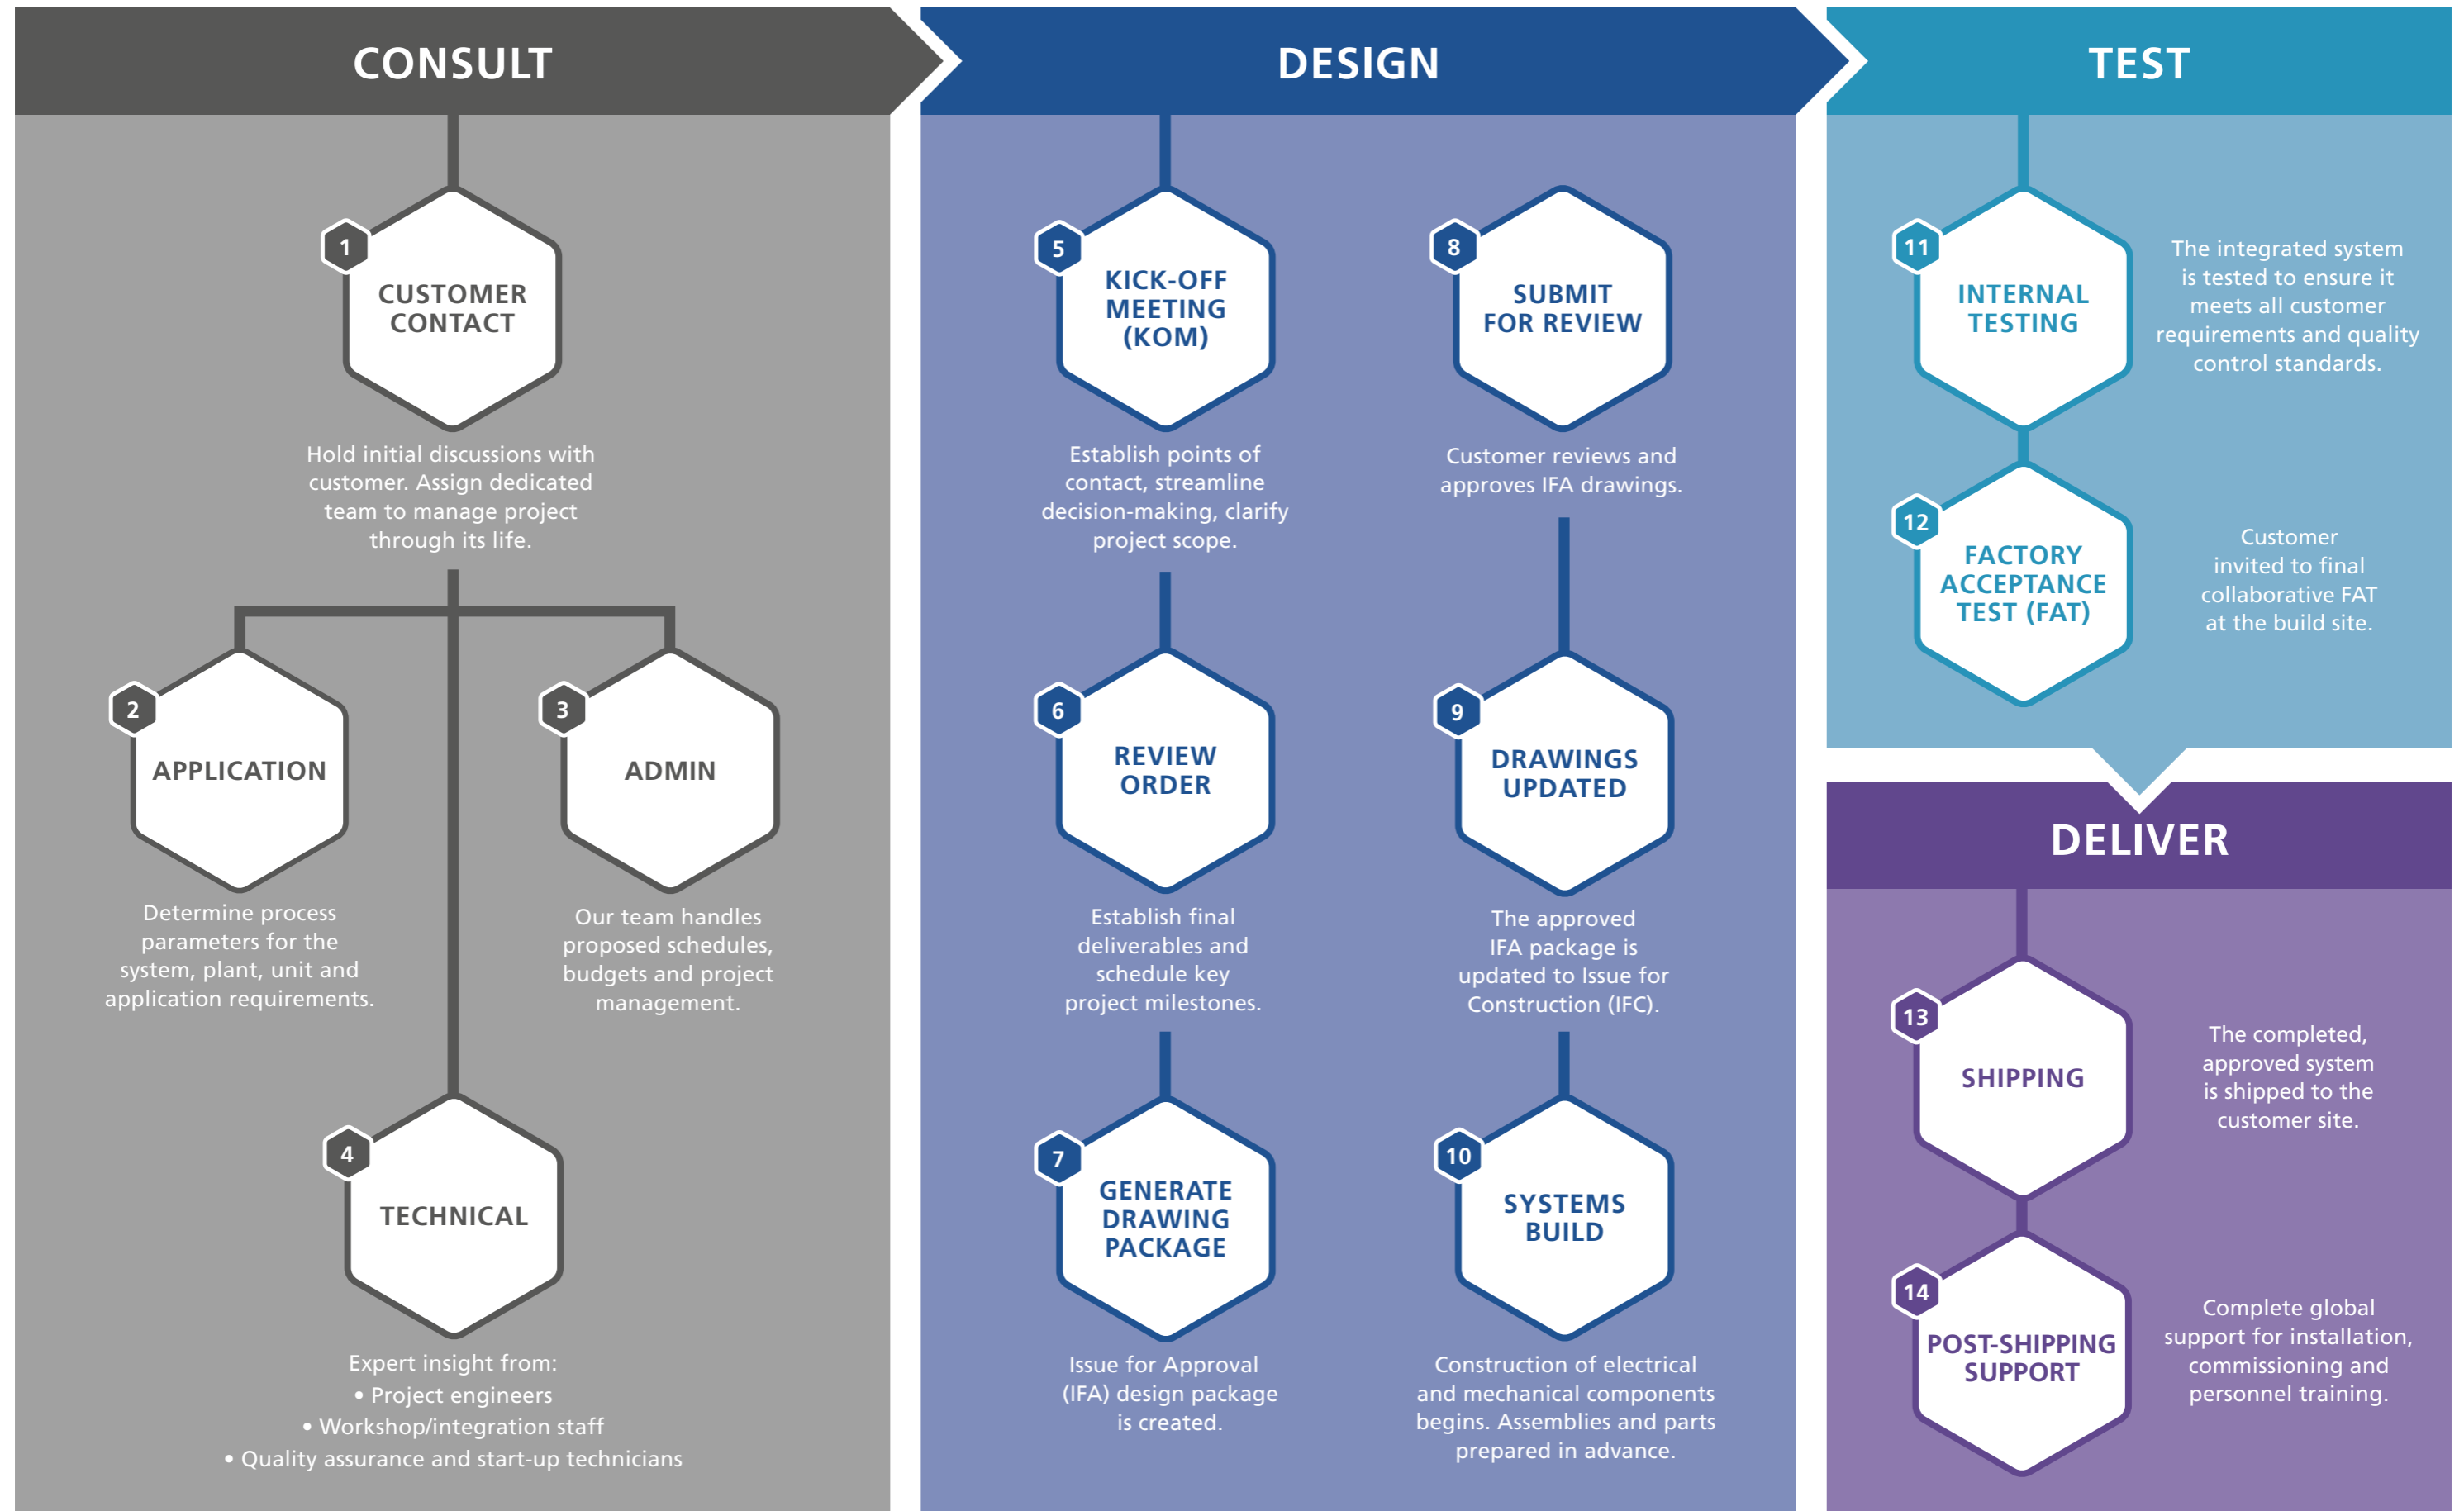 CONSULT
1
CUSTOMER
CONTACT
Hold initial discussions with
customer. Assign dedicated
team to manage project
through its life.
2
APPLICATION
Determine process
parameters for the
system, plant, unit and
application requirements.
3
ADMIN
Our team handles
proposed schedules,
budgets and project
management.
4
TECHNICAL
Expert insight from:
• Project engineers
• Workshop/integration staff
• Quality assurance and start-up technicians
DESIGN
5
KICK-OFF
MEETING
(KOM)
Establish points of
contact, streamline
decision-making, clarify
project scope.
6
REVIEW
ORDER
Establish final
deliverables and
schedule key
project milestones.
7
GENERATE
DRAWING
PACKAGE
Issue for Approval
(IFA) design package
is created.
8
SUBMIT
FOR REVIEW
Customer reviews and
approves IFA drawings.
9
DRAWINGS
UPDATED
The approved
IFA package is
updated to Issue for
Construction (IFC).
10
SYSTEMS
BUILD
Construction of electrical
and mechanical components
begins. Assemblies and parts
prepared in advance.
TEST
11
INTERNAL
TESTING
The integrated system
is tested to ensure it
meets all customer
requirements and quality
control standards.
12
FACTORY
ACCEPTANCE
TEST (FAT)
Customer
invited to final
collaborative FAT
at the build site.
DELIVER
13
SHIPPING
The completed,
approved system
is shipped to the
customer site.
14
POST-SHIPPING
SUPPORT
Complete global
support for installation,
commissioning and
personnel training.